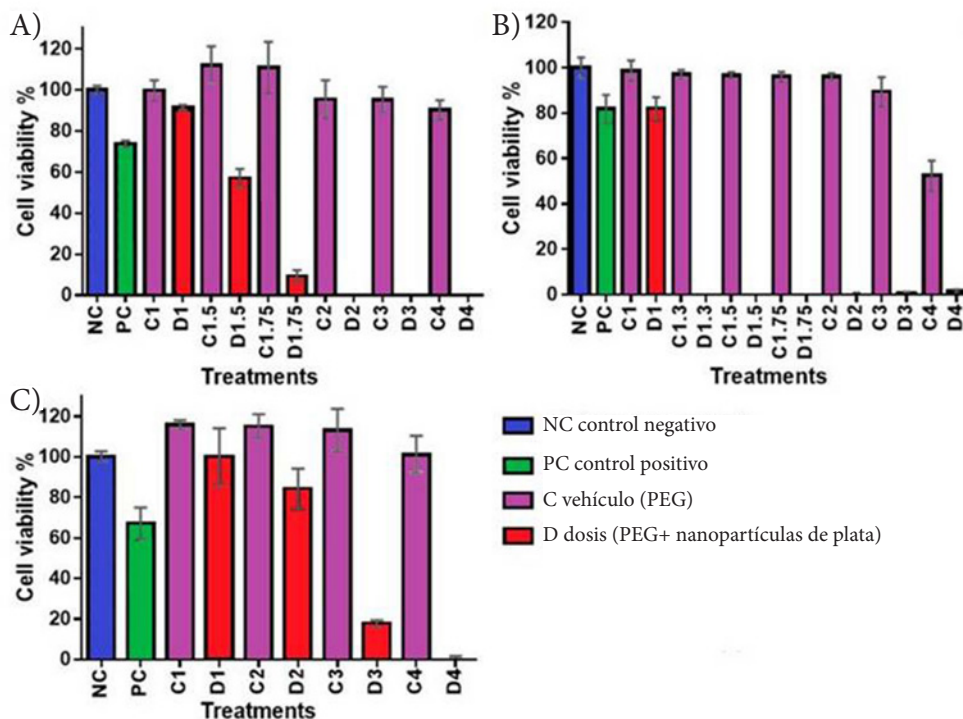 A)
Cell viability %
120
100
80
60
40
20
0
NC
PC
C1
D1
C1.5
D1.5
C1.75
D1.75
C2
D2
C3
D3
C4
D4
Treatments
B)
Cell viability %
120
100
80
60
40
20
0
NC
PC
C1
D1
C1.3
D1.3
C1.5
D1.5
C1.75
D1.75
C2
D2
C3
D3
C4
D4
Treatments
C)
Cell viability %
120
100
80
60
40
20
0
NC
PC
C1
D1
C2
D2
C3
D3
C4
D4
Treatments
NC control negativo
PC control positivo
C vehículo (PEG)
D dosis (PEG+ nanopartículas de plata)